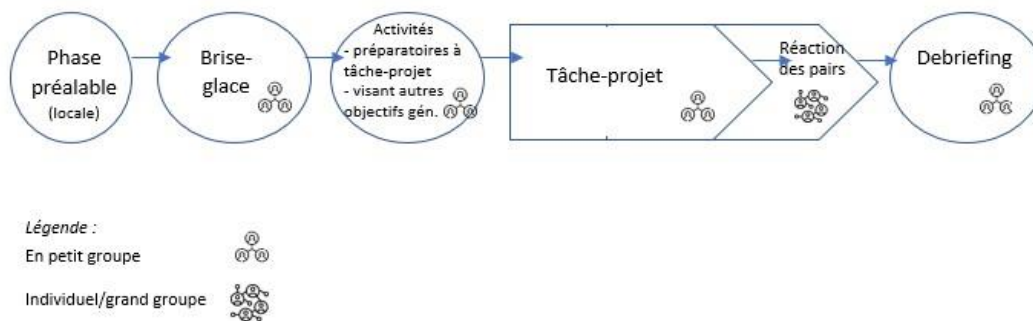 Phase
préalable
(locale)
Brise-
glace
Activités
- préparatoires à
tâche-projet
- visant autres
objectifs gén.
Tâche-projet
Réaction
des pairs
Debriefing
Légende :
En petit groupe
Individuel/grand groupe